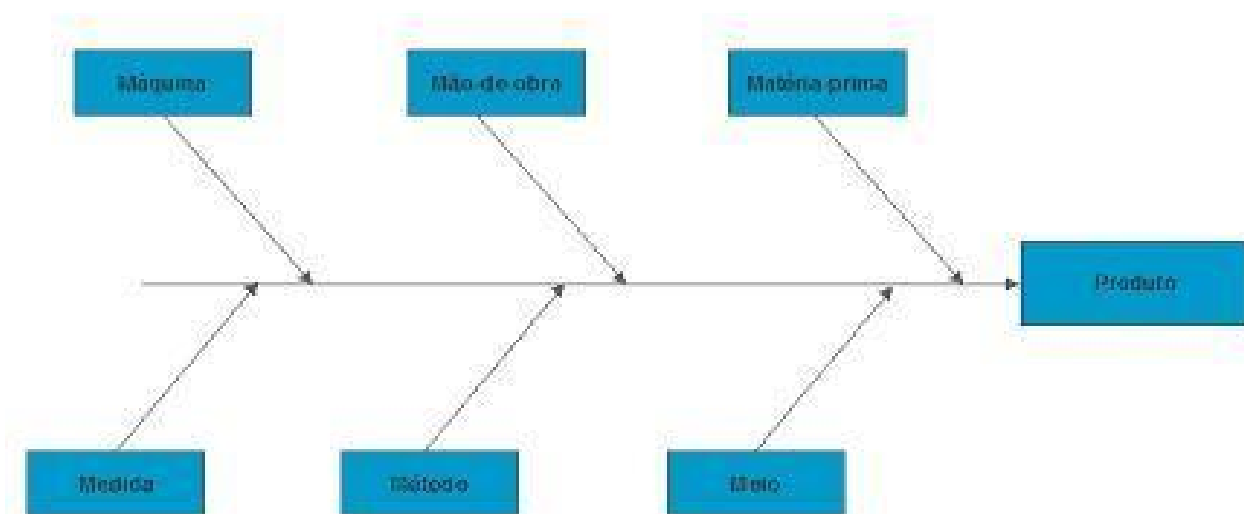 Máquina
Mão-de-obra
Matéria-prima
Produto
Medida
Método
Meio